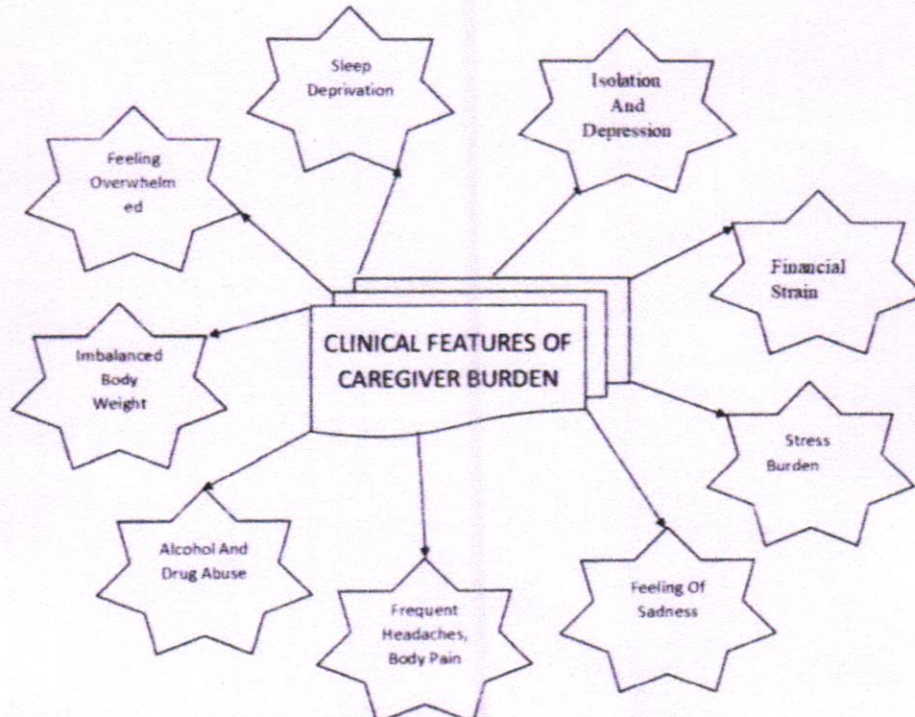 Sleep
Deprivation
Isolation
And
Depression
Feeling
Overwhelm
ed
Financial
Strain
CLINICAL FEATURES OF
CAREGIVER BURDEN
Imbalanced
Body
Weight
Stress
Burden
Alcohol And
Drug Abuse
Frequent
Headaches,
Body Pain
Feeling Of
Sadness